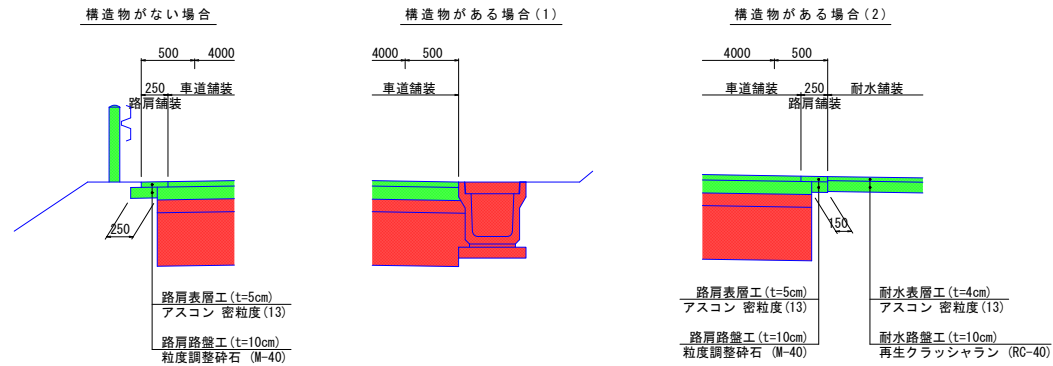 構造物がない場合
500 4000
250 車道舗装
路肩舗装
250
路肩表層工(t=5cm)
アスコン 密粒度(13)
路肩路盤工(t=10cm)
粒度調整砕石 (M-40)
構造物がある場合(1)
4000 500
車道舗装
構造物がある場合(2)
4000 500
車道舗装 250 耐水舗装
路肩舗装
150
路肩表層工(t=5cm)
アスコン 密粒度(13)
路肩路盤工(t=10cm)
粒度調整砕石 (M-40)
耐水表層工(t=4cm)
アスコン 密粒度(13)
耐水路盤工(t=10cm)
再生クラッシャラン (RC-40)